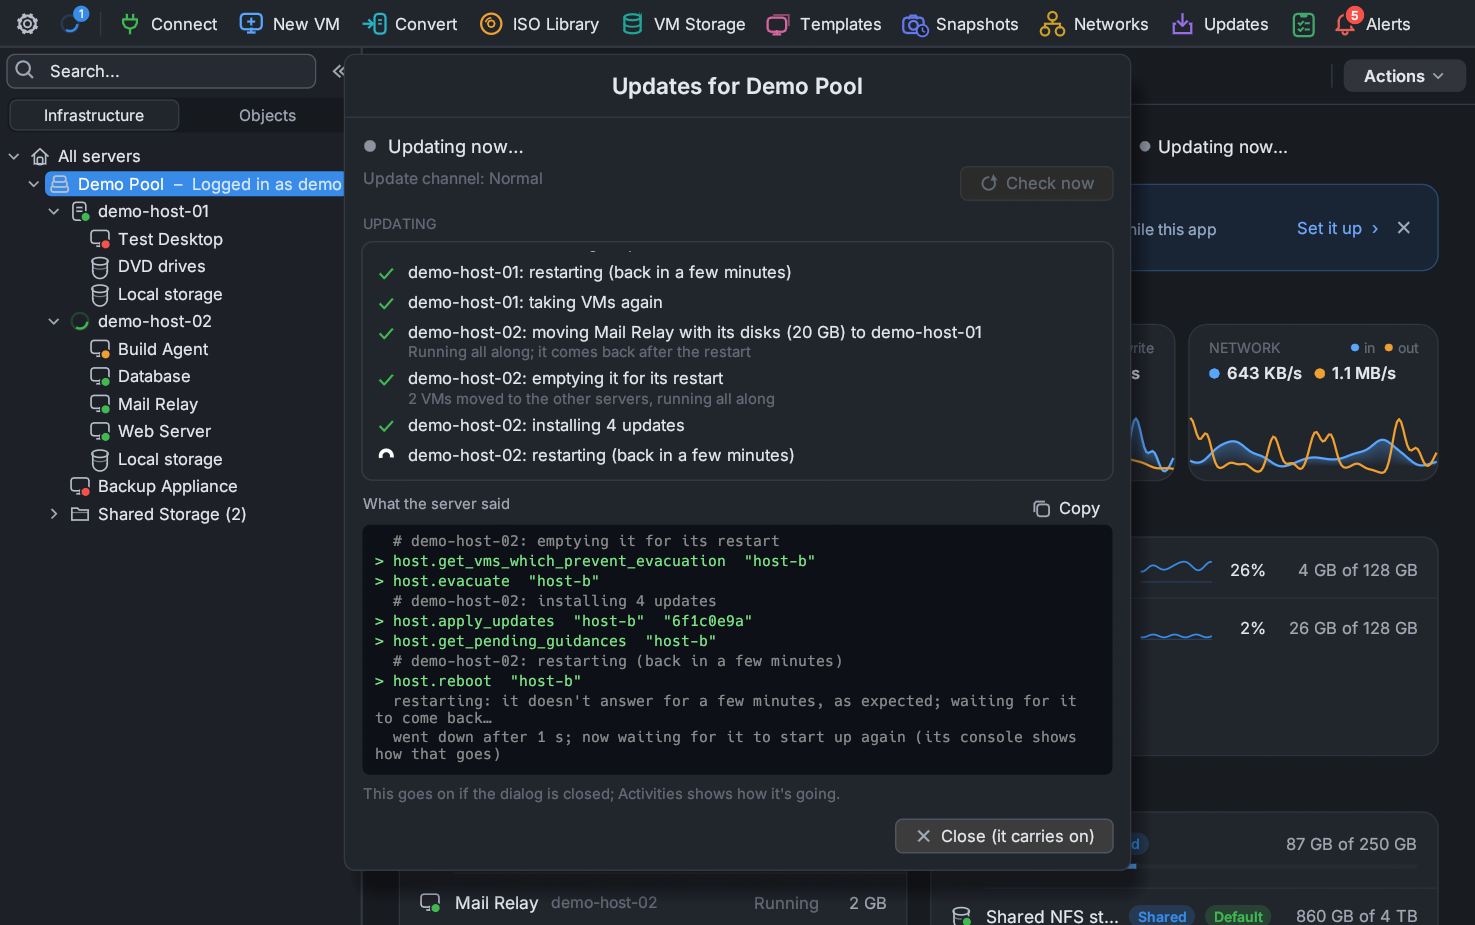 1
Connect
New VM
Convert
ISO Library
VM Storage
Templates
Snapshots
Networks
Updates
5
Alerts
Search...
Infrastructure
Objects
All servers
Demo Pool – Logged in as demo
demo-host-01
Test Desktop
DVD drives
Local storage
demo-host-02
Build Agent
Database
Mail Relay
Web Server
Local storage
Backup Appliance
Shared Storage (2)
Updates for Demo Pool
Updating now...
Update channel: Normal
Check now
UPDATING
demo-host-01: restarting (back in a few minutes)
demo-host-01: taking VMs again
demo-host-02: moving Mail Relay with its disks (20 GB) to demo-host-01
Running all along; it comes back after the restart
demo-host-02: emptying it for its restart
2 VMs moved to the other servers, running all along
demo-host-02: installing 4 updates
demo-host-02: restarting (back in a few minutes)
What the server said
Copy
# demo-host-02: emptying it for its restart
> host.get_vms_which_prevent_evacuation "host-b"
> host.evacuate "host-b"
# demo-host-02: installing 4 updates
> host.apply_updates "host-b" "6f1c0e9a"
> host.get_pending_guidances "host-b"
# demo-host-02: restarting (back in a few minutes)
> host.reboot "host-b"
restarting: it doesn't answer for a few minutes, as expected; waiting for it
to come back…
went down after 1 s; now waiting for it to start up again (its console shows
how that goes)
This goes on if the dialog is closed; Activities shows how it's going.
Close (it carries on)
Actions
Updating now...
this app
Set it up ›
NETWORK
in
out
643 KB/s
1.1 MB/s
26%
4 GB of 128 GB
2%
26 GB of 128 GB
87 GB of 250 GB
Mail Relay
demo-host-02
Running
2 GB
Shared NFS st...
Shared
Default
860 GB of 4 TB